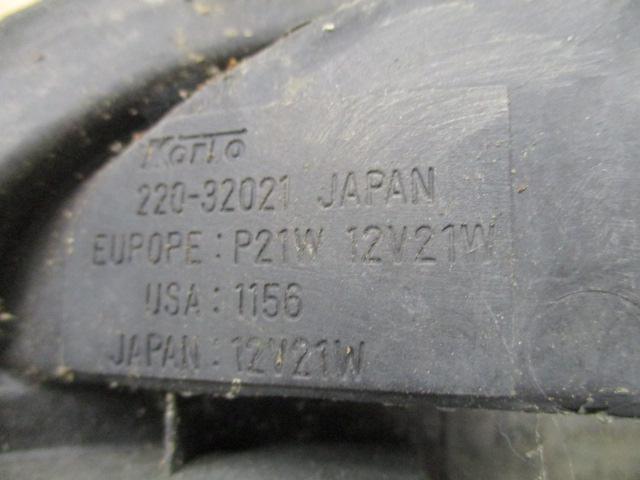 Koito
220-32021 JAPAN
EUPOPE : P21W 12V21W
USA : 1156
JAPAN : 12V21W